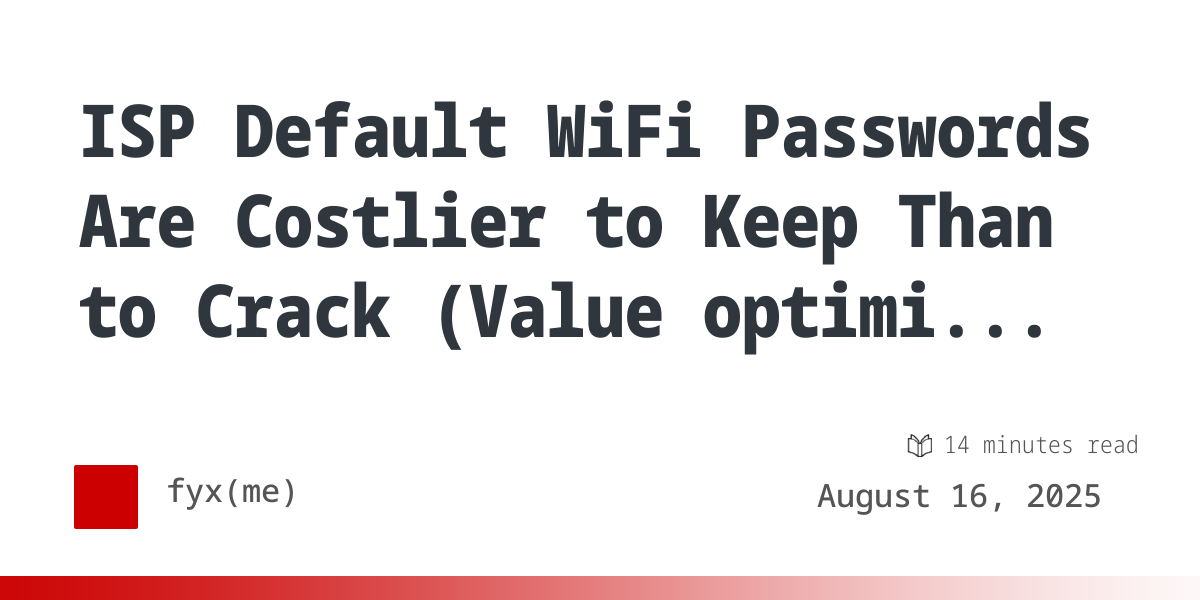 ISP Default WiFi Passwords
Are Costlier to Keep Than
to Crack (Value optimi...
14 minutes read
fyx(me)
August 16, 2025